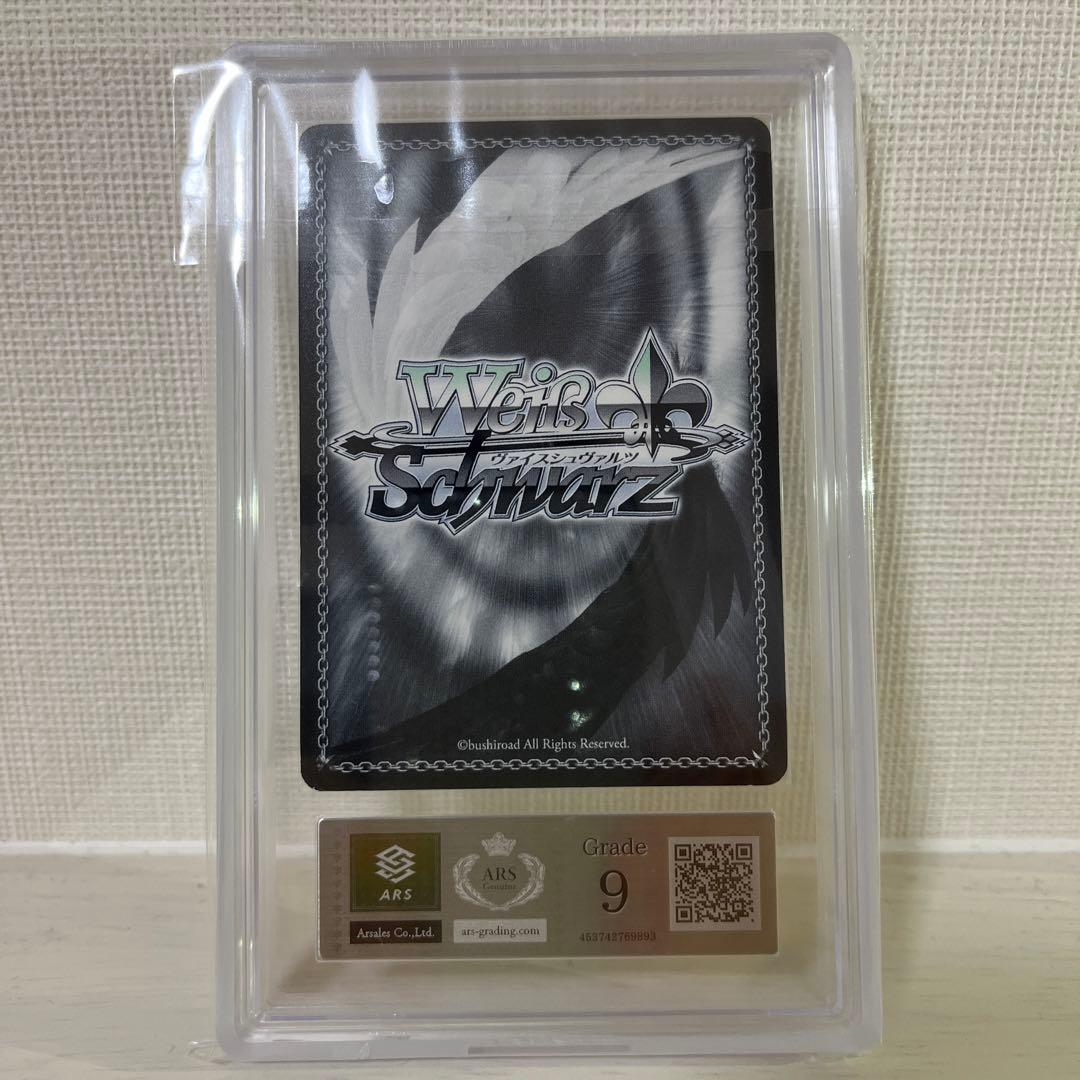 Weiß
ヴァイスシュヴァルツ
Schwarz
©bushiroad All Rights Reserved.
ARS
Arsales Co.,Ltd.
ARS
Genuine
ars-grading.com
Grade
9
453742769893